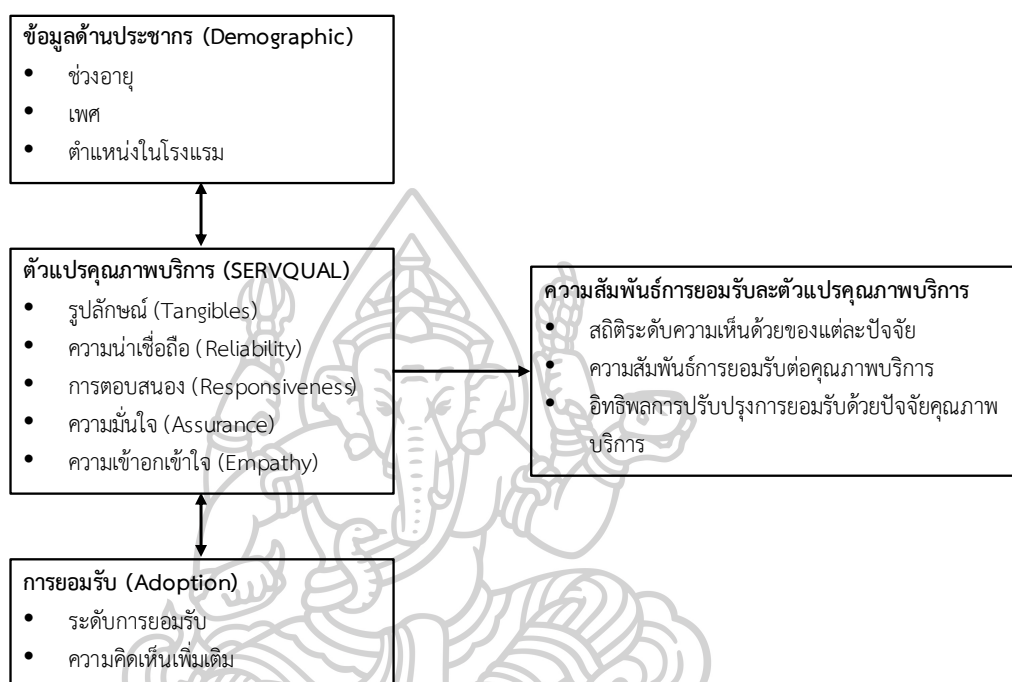 ข้อมูลด้านประชากร (Demographic)
• ช่วงอายุ
• เพศ
• ตำแหน่งในโรงแรม
ตัวแปรคุณภาพบริการ (SERVQUAL)
• รูปลักษณ์ (Tangibles)
• ความน่าเชื่อถือ (Reliability)
• การตอบสนอง (Responsiveness)
• ความมั่นใจ (Assurance)
• ความเข้าอกเข้าใจ (Empathy)
ความสัมพันธ์การยอมรับละตัวแปรคุณภาพบริการ
• สถิติระดับความเห็นด้วยของแต่ละปัจจัย
• ความสัมพันธ์การยอมรับต่อคุณภาพบริการ
• อิทธิพลการปรับปรุงการยอมรับด้วยปัจจัยคุณภาพ
บริการ
การยอมรับ (Adoption)
• ระดับการยอมรับ
• ความคิดเห็นเพิ่มเติม